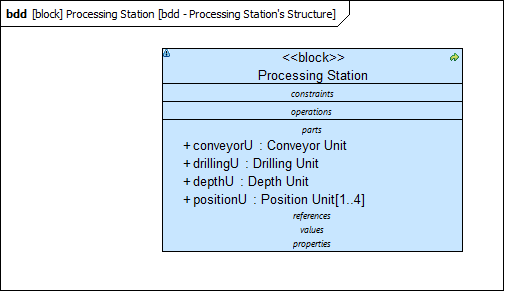 bdd [block] Processing Station [bdd - Processing Station's Structure]
<<block>>
Processing Station
constraints
operations
parts
+ conveyorU : Conveyor Unit
+ drillingU : Drilling Unit
+ depthU : Depth Unit
+ positionU : Position Unit[1..4]
references
values
properties